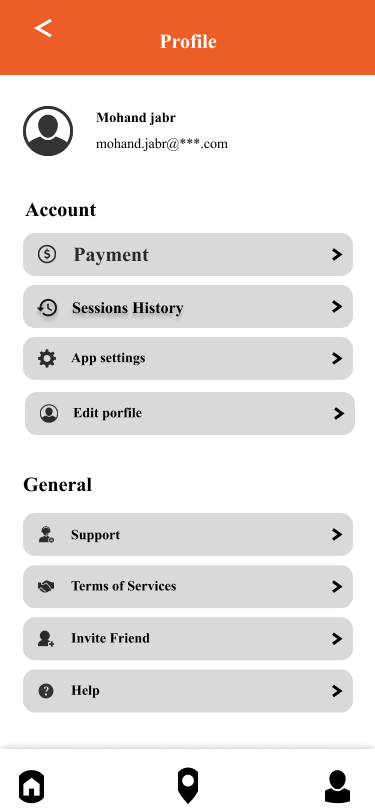 Profile
Mohand jabr
mohand.jabr@***.com
Account
Payment
Sessions History
App settings
Edit porfile
General
Support
Terms of Services
Invite Friend
Help